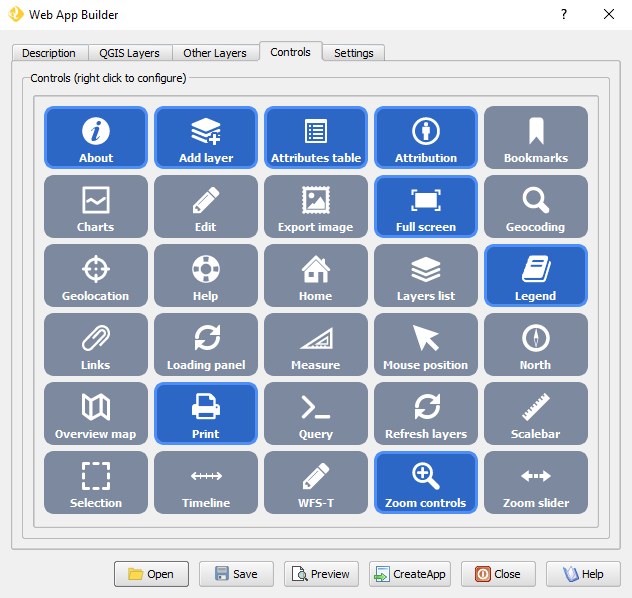 Web App Builder
?
Description QGIS Layers Other Layers Controls Settings
Controls (right click to configure)
About Add layer Attributes table Attribution Bookmarks
Charts Edit Export image Full screen Geocoding
Geolocation Help Home Layers list Legend
Links Loading panel Measure Mouse position North
Overview map Print Query Refresh layers Scalebar
Selection Timeline WFS-T Zoom controls Zoom slider
Open Save Preview CreateApp Close Help